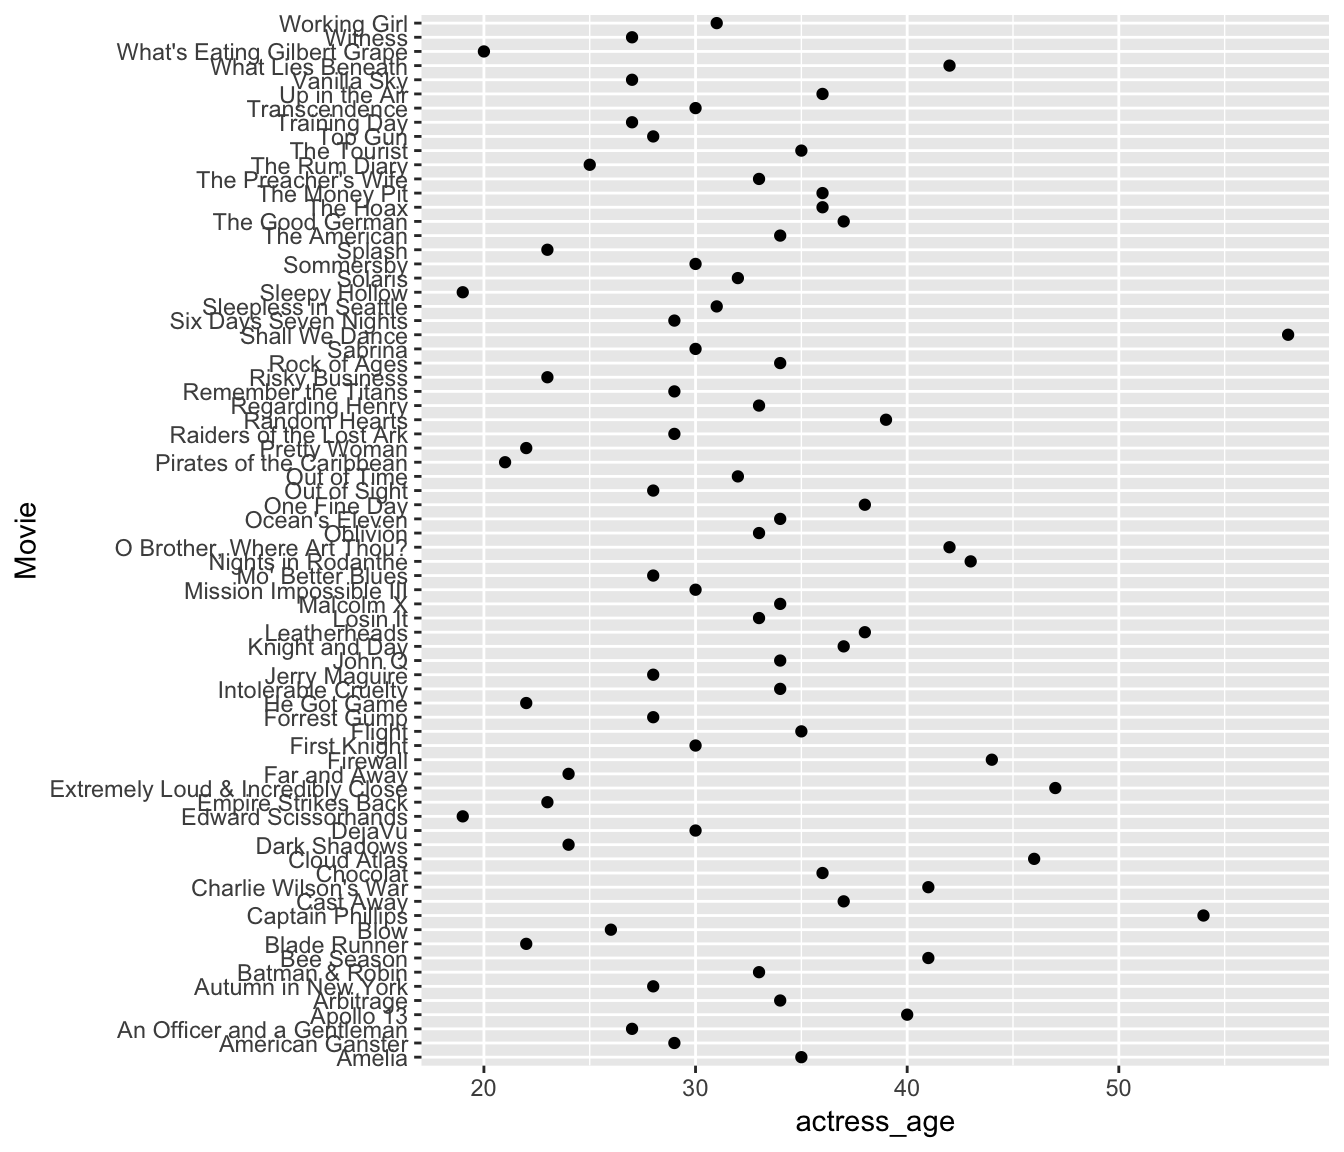 Working Girl
Witness
What's Eating Gilbert Grape
What Lies Beneath
Vanilla Sky
Up in the Air
Transcendence
Training Day
Top Gun
The Tourist
The Rum Diary
The Preacher's Wife
The Money Pit
The Hoax
The Good German
The American
Splash
Sommersby
Solaris
Sleepy Hollow
Sleepless in Seattle
Six Days Seven Nights
Shall We Dance
Sabrina
Rock of Ages
Risky Business
Remember the Titans
Regarding Henry
Random Hearts
Raiders of the Lost Ark
Pretty Woman
Pirates of the Caribbean
Out of Time
Out of Sight
One Fine Day
Ocean's Eleven
Oblivion
O Brother, Where Art Thou?
Nights in Rodanthe
Mo' Better Blues
Mission Impossible III
Malcolm X
Losin It
Leatherheads
Knight and Day
John Q
Jerry Maguire
Intolerable Cruelty
He Got Game
Forrest Gump
Flight
First Knight
Firewall
Far and Away
Extremely Loud & Incredibly Close
Empire Strikes Back
Edward Scissorhands
DejaVu
Dark Shadows
Cloud Atlas
Chocolat
Charlie Wilson's War
Cast Away
Captain Phillips
Blow
Blade Runner
Bee Season
Batman & Robin
Autumn in New York
Arbitrage
Apollo 13
An Officer and a Gentleman
American Ganster
Amelia
Movie
20 30 40 50
actress_age